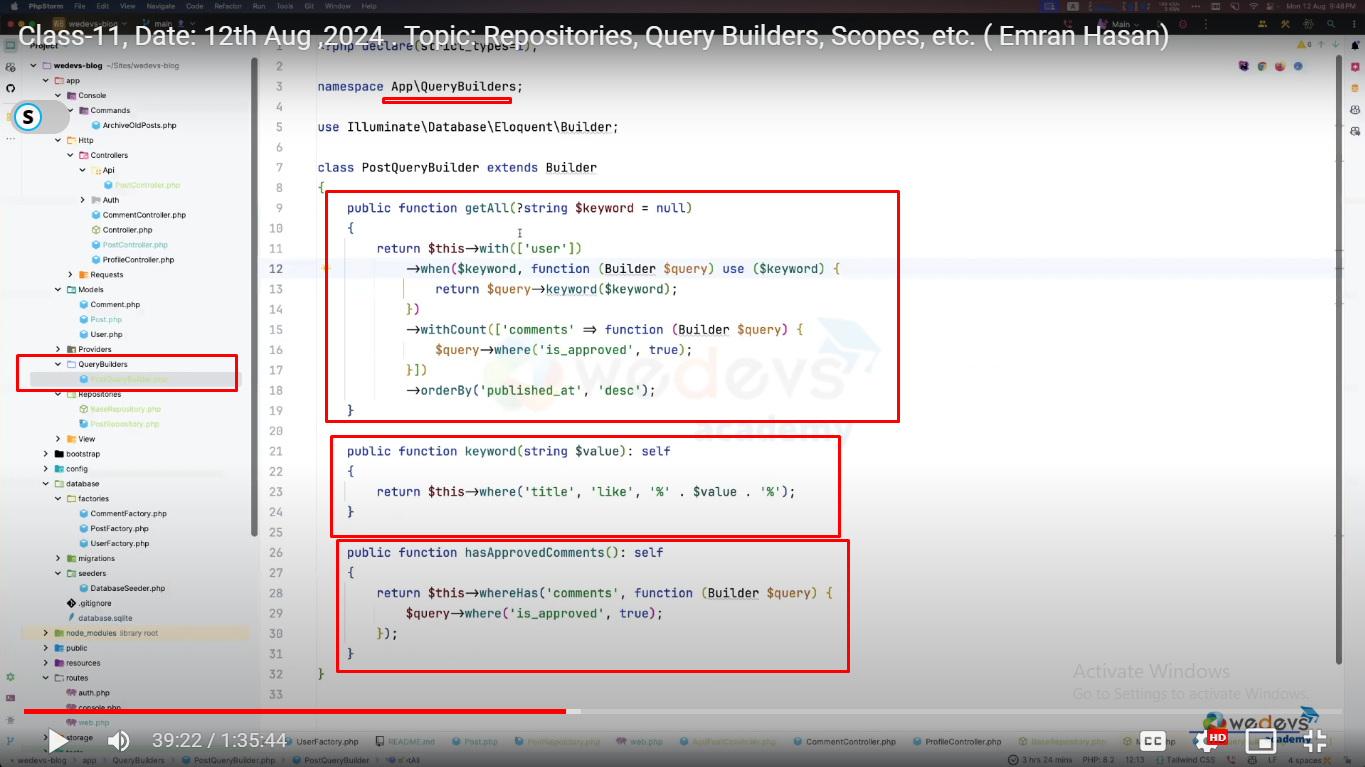 PhpStorm File Edit View Navigate Code Refactor Run Tools Git Window Help
Mon 12 Aug 9:48 PM
wedevs-blog main
Main
Class-11, Date: 12th Aug ,2024 , Topic: Repositories, Query Builders, Scopes, etc. ( Emran Hasan)
Project
<?php declare(strict_types=1);
wedevs-blog ~/Sites/wedevs-blog
app
Console
Commands
ArchiveOldPosts.php
Http
Controllers
Api
PostController.php
Auth
CommentController.php
Controller.php
PostController.php
ProfileController.php
Requests
Models
Comment.php
Post.php
User.php
Providers
QueryBuilders
PostQueryBuilder.php
Repositories
BaseRepository.php
PostRepository.php
View
bootstrap
config
database
factories
CommentFactory.php
PostFactory.php
UserFactory.php
migrations
seeders
DatabaseSeeder.php
.gitignore
database.sqlite
node_modules library root
public
resources
routes
auth.php
console.php
web.php
storage
S
2
3 namespace App\QueryBuilders;
4
5 use Illuminate\Database\Eloquent\Builder;
6
7 class PostQueryBuilder extends Builder
8 {
9 public function getAll(?string $keyword = null)
10 {
11 return $this->with(['user'])
12 ->when($keyword, function (Builder $query) use ($keyword) {
13 return $query->keyword($keyword);
14 })
15 ->withCount(['comments' => function (Builder $query) {
16 $query->where('is_approved', true);
17 }])
18 ->orderBy('published_at', 'desc');
19 }
20
21 public function keyword(string $value): self
22 {
23 return $this->where('title', 'like', '%' . $value . '%');
24 }
25
26 public function hasApprovedComments(): self
27 {
28 return $this->whereHas('comments', function (Builder $query) {
29 $query->where('is_approved', true);
30 });
31 }
32 }
33
wedevs
academy
Activate Windows
Go to Settings to activate Windows.
wedevs
academy
39:22 / 1:35:44
CC
HD
UserFactory.php README.md Post.php PostRepository.php web.php Api/PostController.php CommentController.php ProfileController.php BaseRepository.php
wedevs-blog > app > QueryBuilders > PostQueryBuilder.php > PostQueryBuilder > getAll
3 hrs 24 mins PHP: 8.2 12:13 Tailwind CSS LF 4 spaces